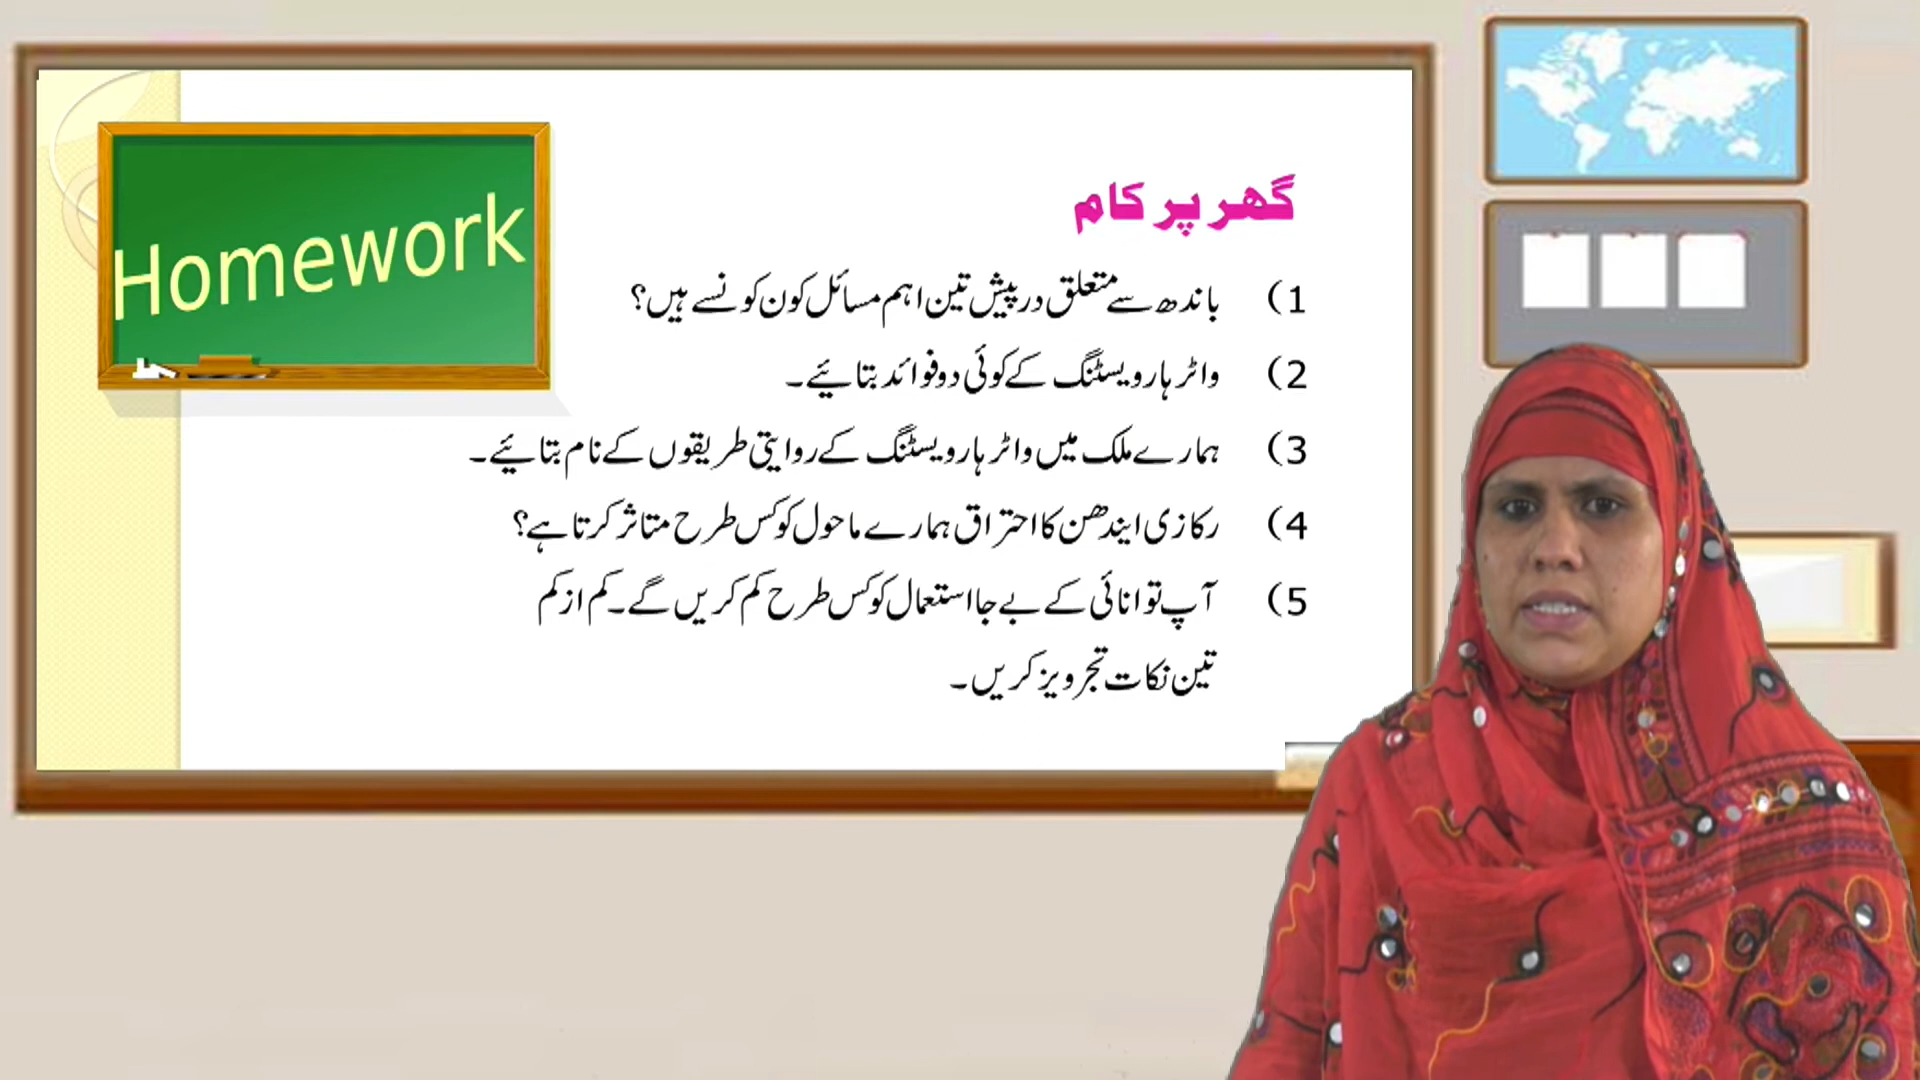 Homework
گھر پر کام
1) باندھ سے متعلق درپیش تین اہم مسائل کون کونسے ہیں؟
2) واٹر ہارویسٹنگ کے کوئی دو فوائد بتائیے۔
3) ہمارے ملک میں واٹر ہارویسٹنگ کے روایتی طریقوں کے نام بتائیے۔
4) رکازی ایندھن کا احتراق ہمارے ماحول کو کس طرح متاثر کرتا ہے؟
5) آپ توانائی کے بے جا استعمال کو کس طرح کم کریں گے۔ کم از کم
تین نکات تجرویز کریں۔